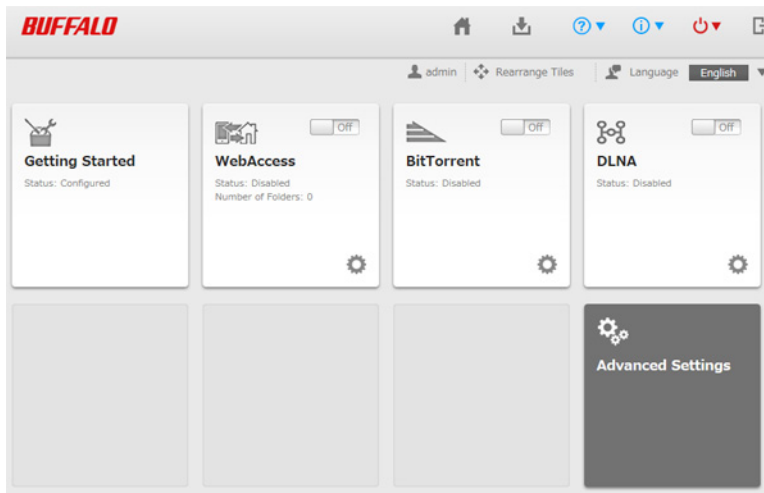 BUFFALO
admin
Rearrange Tiles
Language
English
Getting Started
Status: Configured
Off
WebAccess
Status: Disabled
Number of Folders: 0
Off
BitTorrent
Status: Disabled
Off
DLNA
Status: Disabled
Advanced Settings